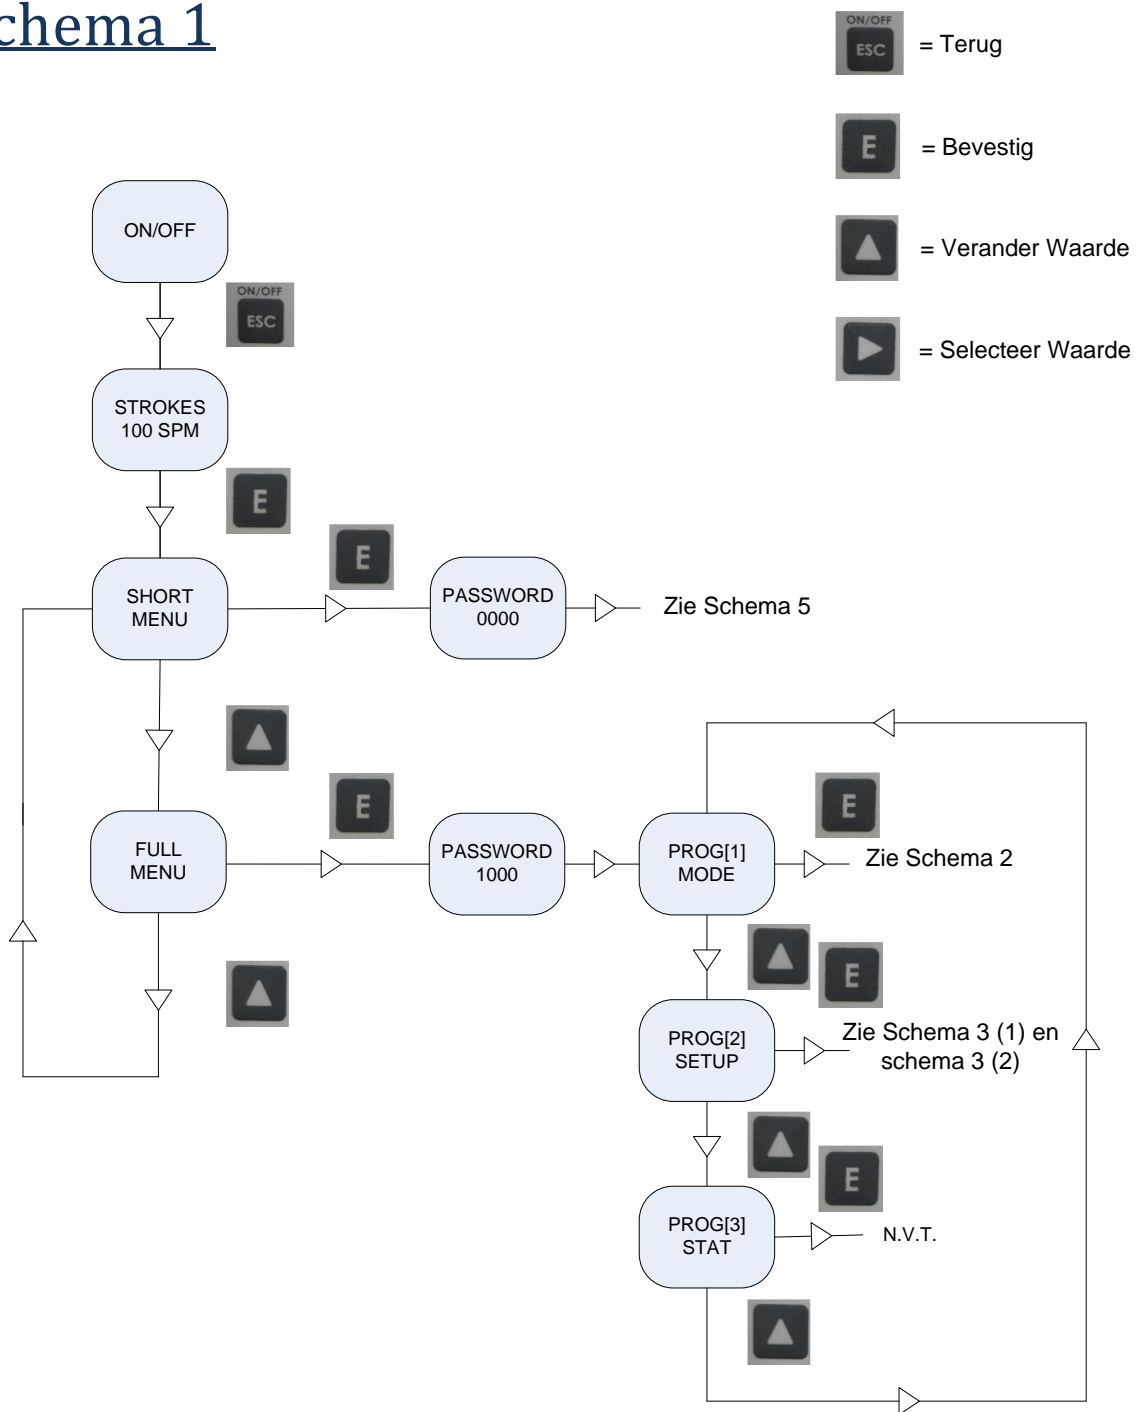 chema 1
ON/OFF
ESC
= Terug
E
= Bevestig
= Verander Waarde
= Selecteer Waarde
ON/OFF
ON/OFF
ESC
STROKES
100 SPM
E
E
SHORT
MENU
PASSWORD
0000
Zie Schema 5
E
FULL
MENU
PASSWORD
1000
PROG[1]
MODE
E
Zie Schema 2
E
PROG[2]
SETUP
Zie Schema 3 (1) en
schema 3 (2)
E
PROG[3]
STAT
N.V.T.